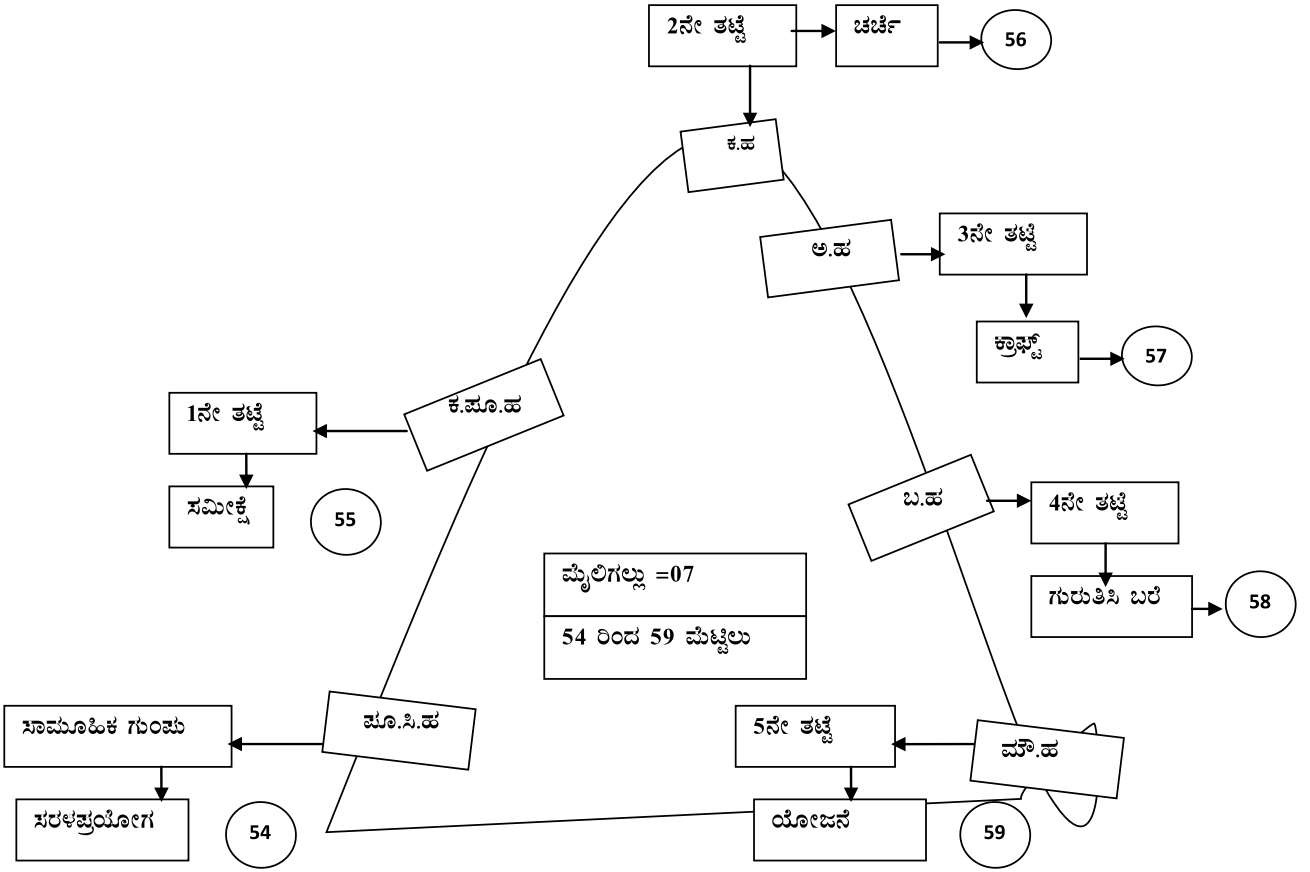 2ನೇ ತಟ್ಟೆ
ಚರ್ಚೆ
56
ಕ.ಹ
ಅ.ಹ
3ನೇ ತಟ್ಟೆ
ಕ್ರಾಫ್ಟ್
57
ಕ.ಪೂ.ಹ
1ನೇ ತಟ್ಟೆ
ಸಮೀಕ್ಷೆ
55
ಬ.ಹ
4ನೇ ತಟ್ಟೆ
ಗುರುತಿಸಿ ಬರೆ
58
ಮೈಲಿಗಲ್ಲು =07
54 ರಿಂದ 59 ಮೆಟ್ಟಿಲು
ಪೂ.ಸಿ.ಹ
ಸಾಮೂಹಿಕ ಗುಂಪು
ಸರಳಪ್ರಯೋಗ
54
ಮೌ.ಹ
5ನೇ ತಟ್ಟೆ
ಯೋಜನೆ
59